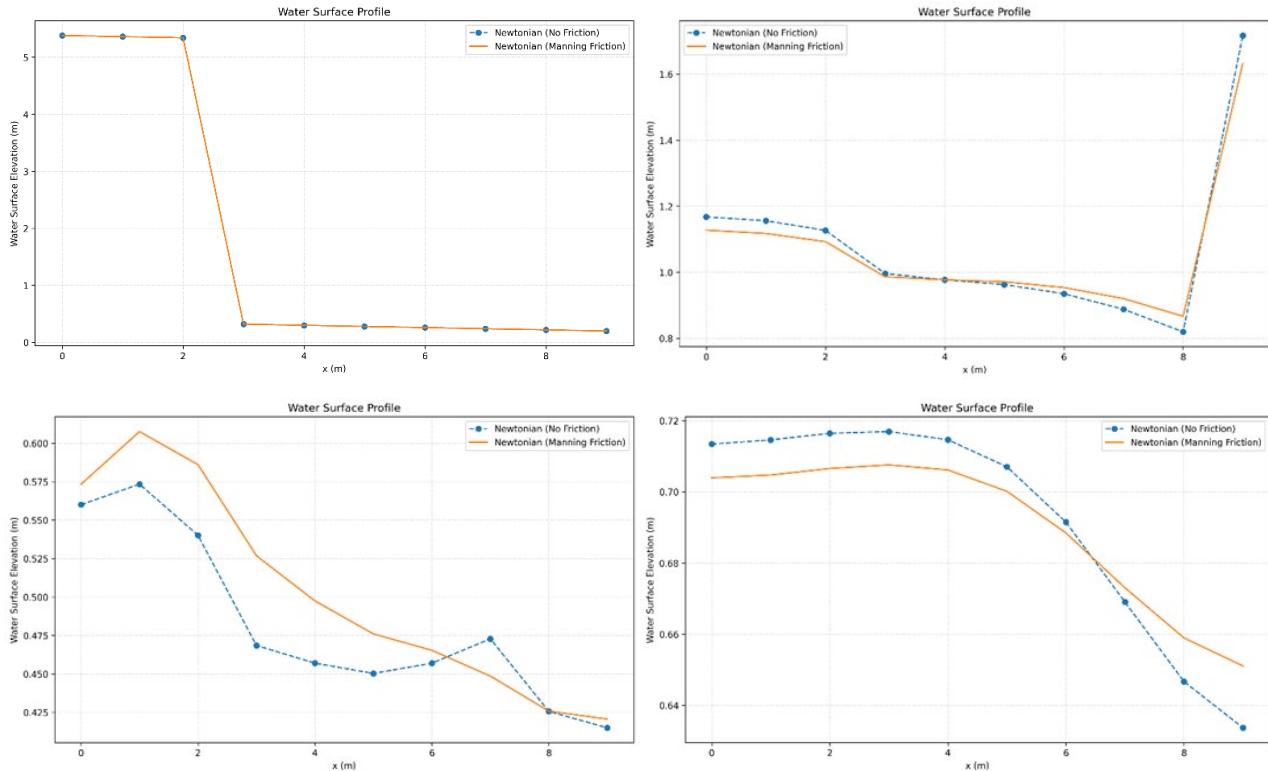 Water Surface Profile
Newtonian (No Friction)
Newtonian (Manning Friction)
Water Surface Elevation (m)
5
4
3
2
1
0
0
2
4
6
8
x (m)
Water Surface Profile
Newtonian (No Friction)
Newtonian (Manning Friction)
Water Surface Elevation (m)
1.6
1.4
1.2
1.0
0.8
0
2
4
6
8
x (m)
Water Surface Profile
Newtonian (No Friction)
Newtonian (Manning Friction)
Water Surface Elevation (m)
0.600
0.575
0.550
0.525
0.500
0.475
0.450
0.425
0
2
4
6
8
x (m)
Water Surface Profile
Newtonian (No Friction)
Newtonian (Manning Friction)
Water Surface Elevation (m)
0.72
0.70
0.68
0.66
0.64
0
2
4
6
8
x (m)